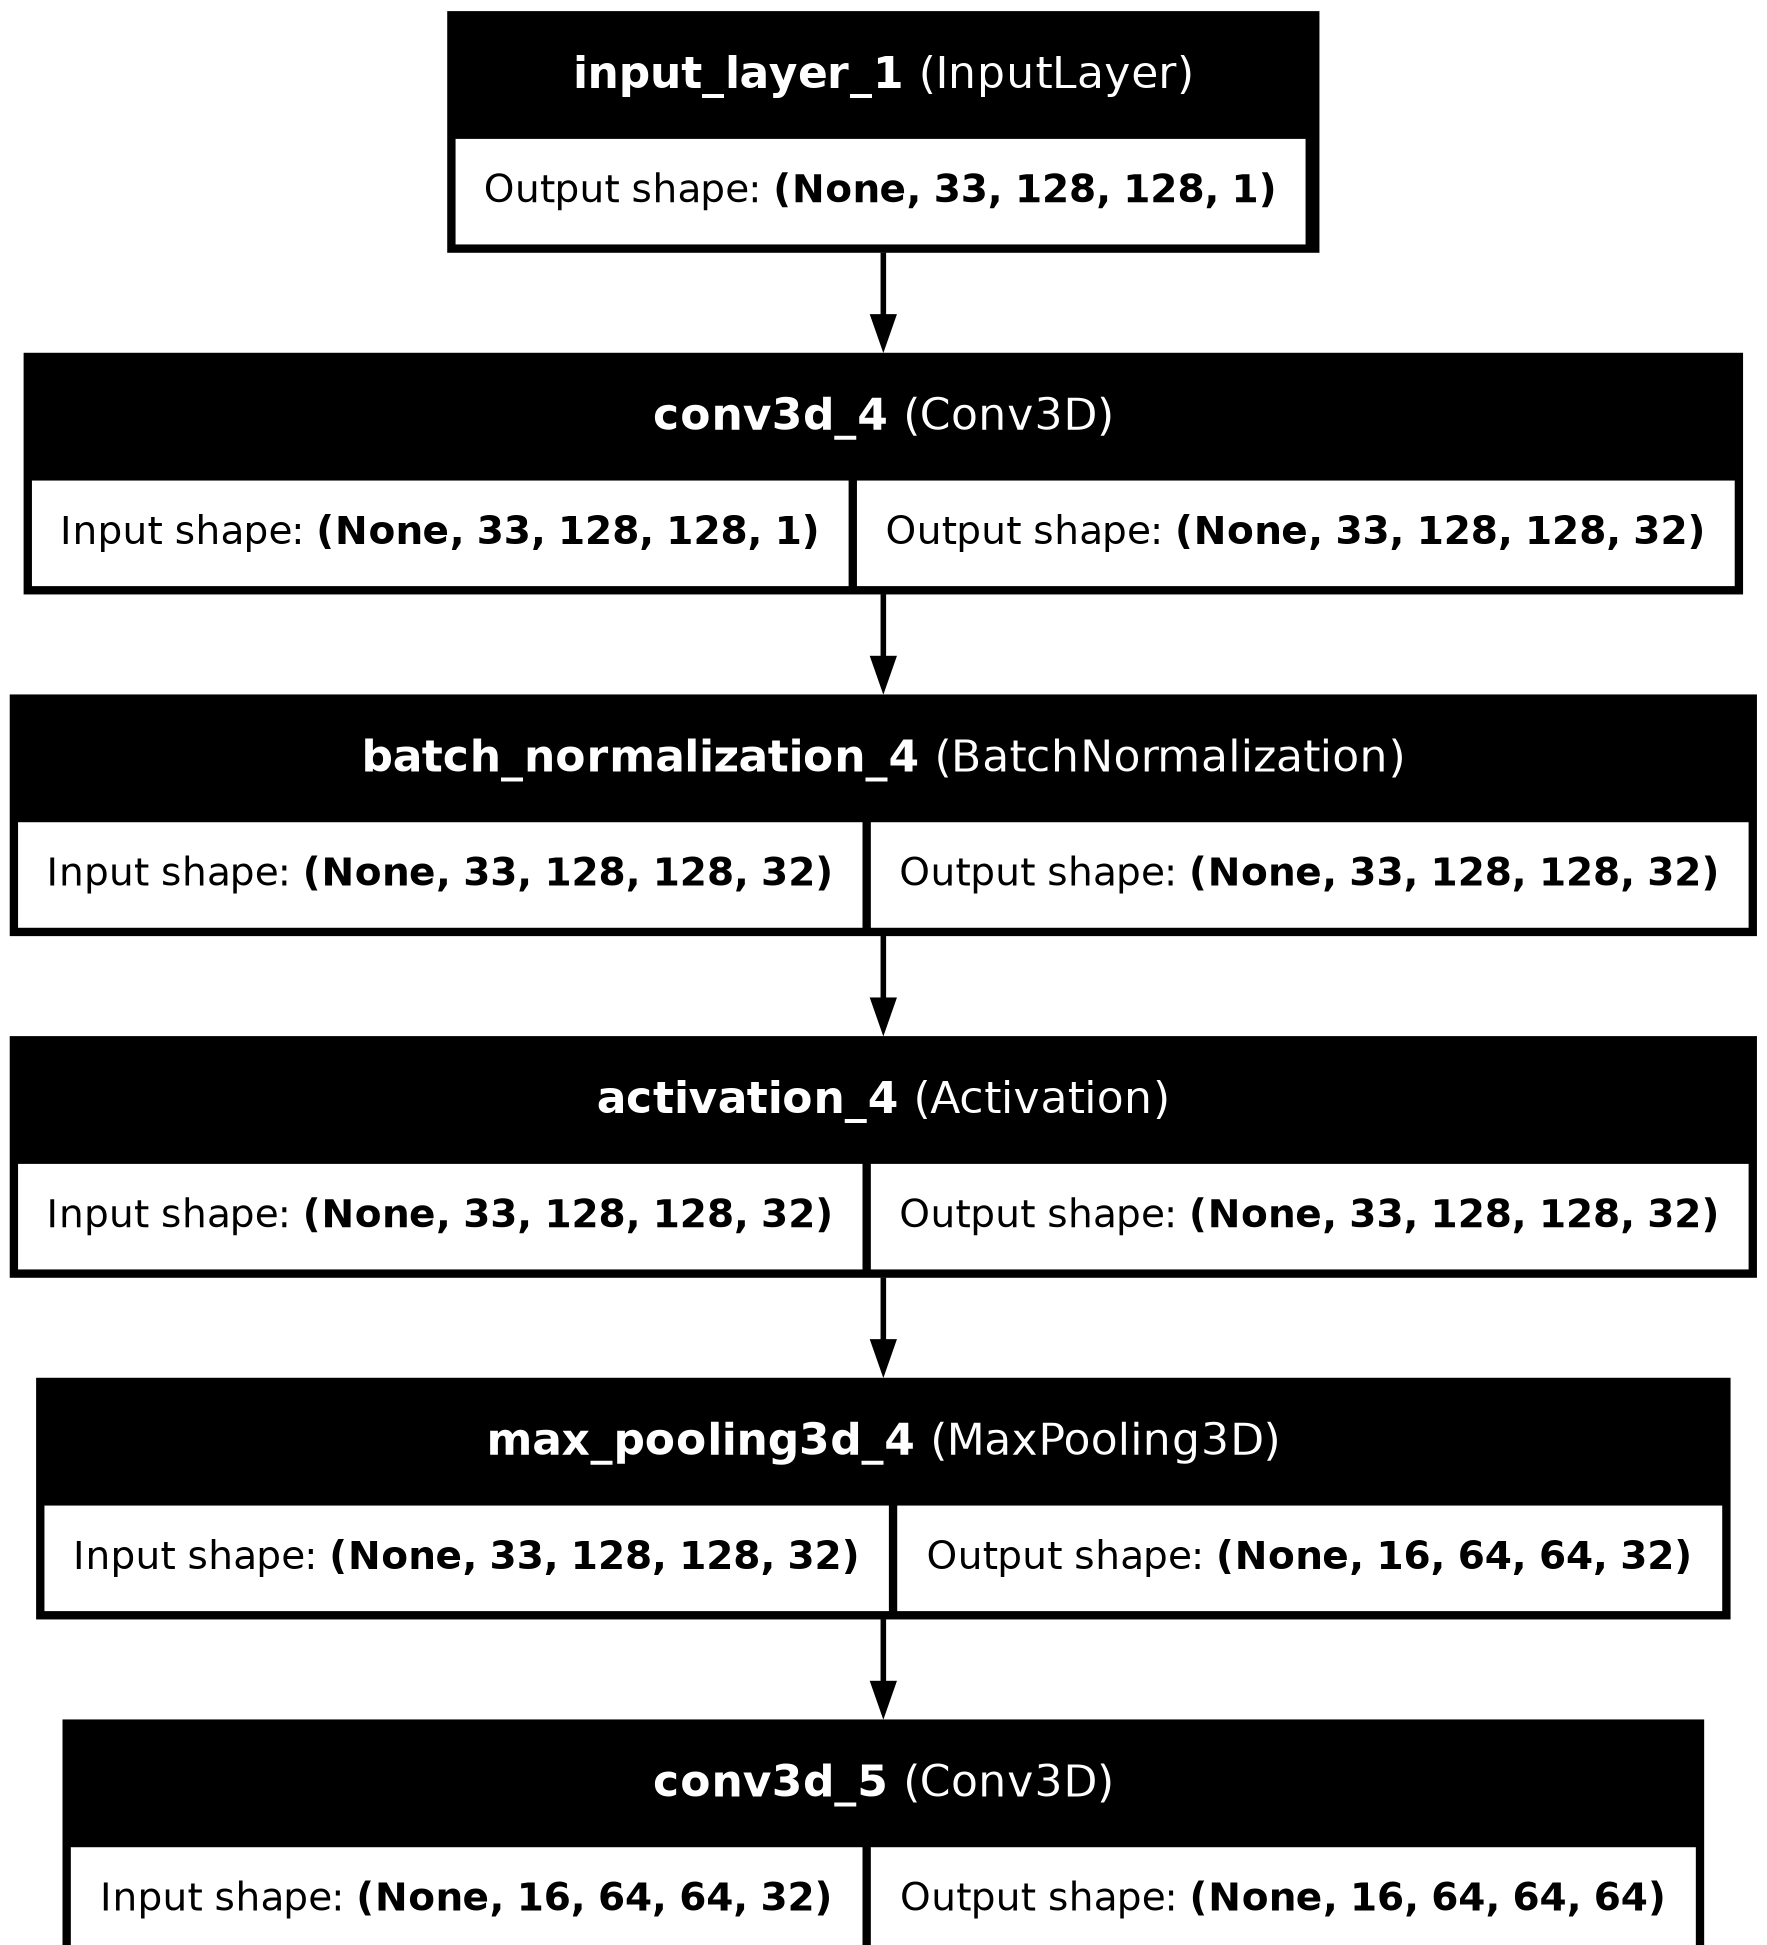 input_layer_1 (InputLayer)
Output shape: (None, 33, 128, 128, 1)
conv3d_4 (Conv3D)
Input shape: (None, 33, 128, 128, 1)
Output shape: (None, 33, 128, 128, 32)
batch_normalization_4 (BatchNormalization)
Input shape: (None, 33, 128, 128, 32)
Output shape: (None, 33, 128, 128, 32)
activation_4 (Activation)
Input shape: (None, 33, 128, 128, 32)
Output shape: (None, 33, 128, 128, 32)
max_pooling3d_4 (MaxPooling3D)
Input shape: (None, 33, 128, 128, 32)
Output shape: (None, 16, 64, 64, 32)
conv3d_5 (Conv3D)
Input shape: (None, 16, 64, 64, 32)
Output shape: (None, 16, 64, 64, 64)